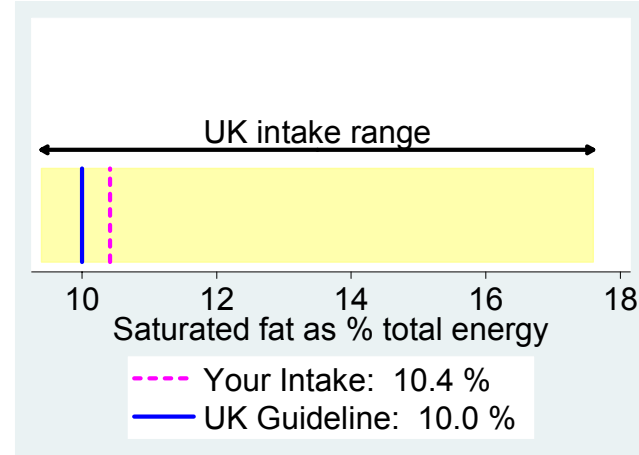 UK intake range
10 12 14 16 18
Saturated fat as % total energy
Your Intake: 10.4 %
UK Guideline: 10.0 %